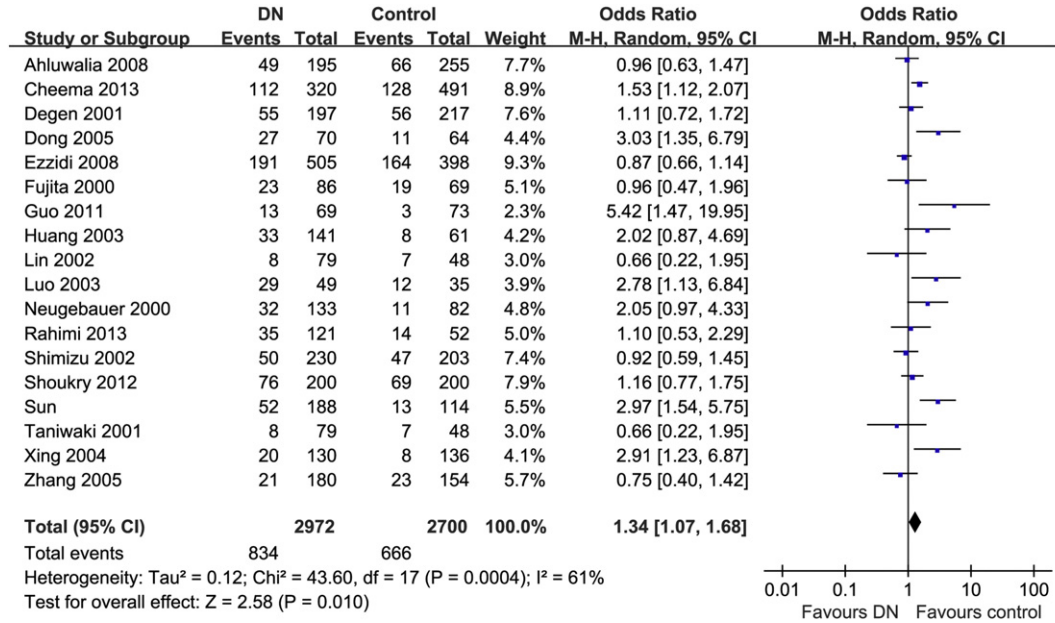 DN Control Odds Ratio Odds Ratio
Study or Subgroup Events Total Events Total Weight M-H, Random, 95% CI M-H, Random, 95% CI
Ahluwalia 2008 49 195 66 255 7.7% 0.96 [0.63, 1.47]
Cheema 2013 112 320 128 491 8.9% 1.53 [1.12, 2.07]
Degen 2001 55 197 56 217 7.6% 1.11 [0.72, 1.72]
Dong 2005 27 70 11 64 4.4% 3.03 [1.35, 6.79]
Ezzidi 2008 191 505 164 398 9.3% 0.87 [0.66, 1.14]
Fujita 2000 23 86 19 69 5.1% 0.96 [0.47, 1.96]
Guo 2011 13 69 3 73 2.3% 5.42 [1.47, 19.95]
Huang 2003 33 141 8 61 4.2% 2.02 [0.87, 4.69]
Lin 2002 8 79 7 48 3.0% 0.66 [0.22, 1.95]
Luo 2003 29 49 12 35 3.9% 2.78 [1.13, 6.84]
Neugebauer 2000 32 133 11 82 4.9% 2.05 [0.97, 4.33]
Rahimi 2013 35 121 14 52 5.0% 1.10 [0.53, 2.29]
Shimizu 2002 50 230 47 203 7.4% 0.92 [0.59, 1.45]
Shoukry 2012 76 200 69 200 7.9% 1.16 [0.77, 1.75]
Sun 52 188 13 114 5.5% 2.97 [1.54, 5.75]
Taniwaki 2001 8 79 7 48 3.0% 0.66 [0.22, 1.95]
Xing 2004 20 130 8 136 4.1% 2.91 [1.23, 6.87]
Zhang 2005 21 180 23 154 5.7% 0.75 [0.40, 1.42]
Total (95% CI) 2972 2700 100.0% 1.34 [1.07, 1.68]
Total events 834 666
Heterogeneity: Tau² = 0.12; Chi² = 43.60, df = 17 (P = 0.0004); I² = 61%
Test for overall effect: Z = 2.58 (P = 0.010)
0.01 0.1 1 10 100
Favours DN Favours control